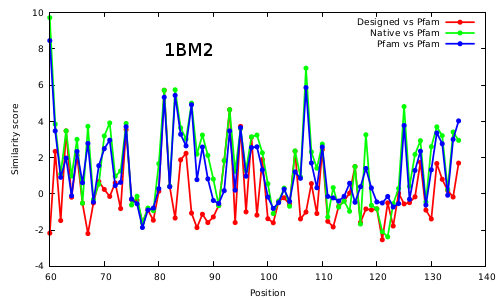 10
8
6
4
2
0
-2
-4
60
70
80
90
100
110
120
130
140
Similarity score
Position
1BM2
Designed vs Pfam
Native vs Pfam
Pfam vs Pfam